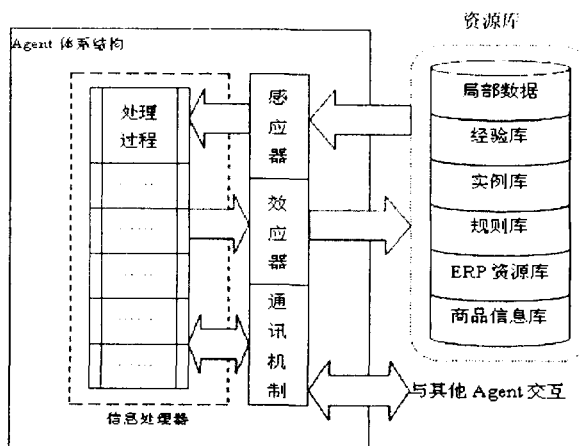 资源库
Agent 体系结构
处理
过程
.....
.....
.....
.....
.....
信息处理器
感
应
器
效
应
器
通
讯
机
制
局部数据
经验库
实例库
规则库
ERP 资源库
商品信息库
与其他 Agent 交互